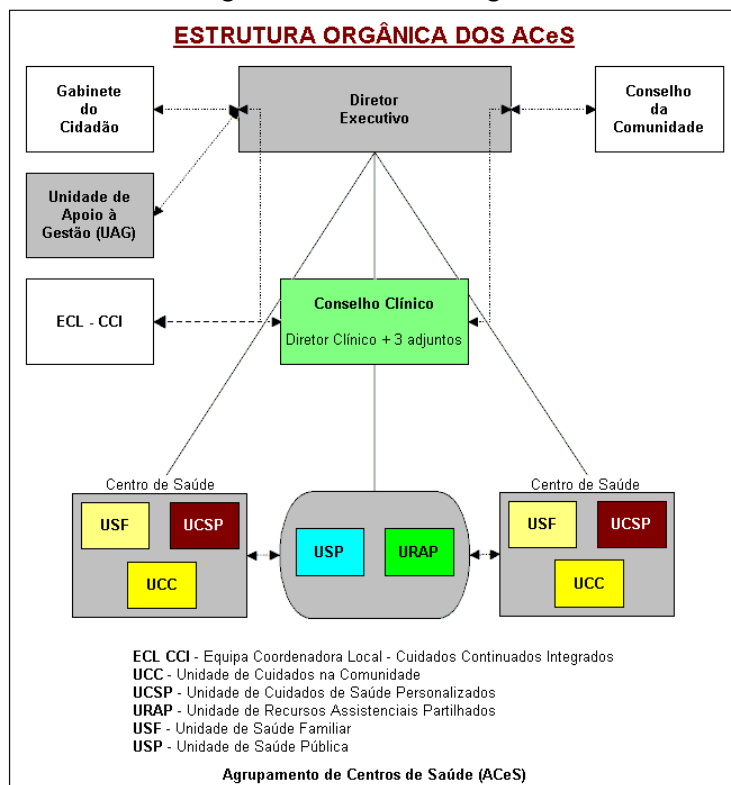 ESTRUTURA ORGÂNICA DOS ACeS
Gabinete
do
Cidadão
Diretor
Executivo
Conselho
da
Comunidade
Unidade de
Apoio à
Gestão (UAG)
ECL - CCI
Conselho Clínico
Diretor Clínico + 3 adjuntos
Centro de Saúde
USF
UCSP
UCC
USP
URAP
Centro de Saúde
USF
UCSP
UCC
ECL CCI - Equipa Coordenadora Local - Cuidados Continuados Integrados
UCC - Unidade de Cuidados na Comunidade
UCSP - Unidade de Cuidados de Saúde Personalizados
URAP - Unidade de Recursos Assistenciais Partilhados
USF - Unidade de Saúde Familiar
USP - Unidade de Saúde Pública
Agrupamento de Centros de Saúde (ACeS)